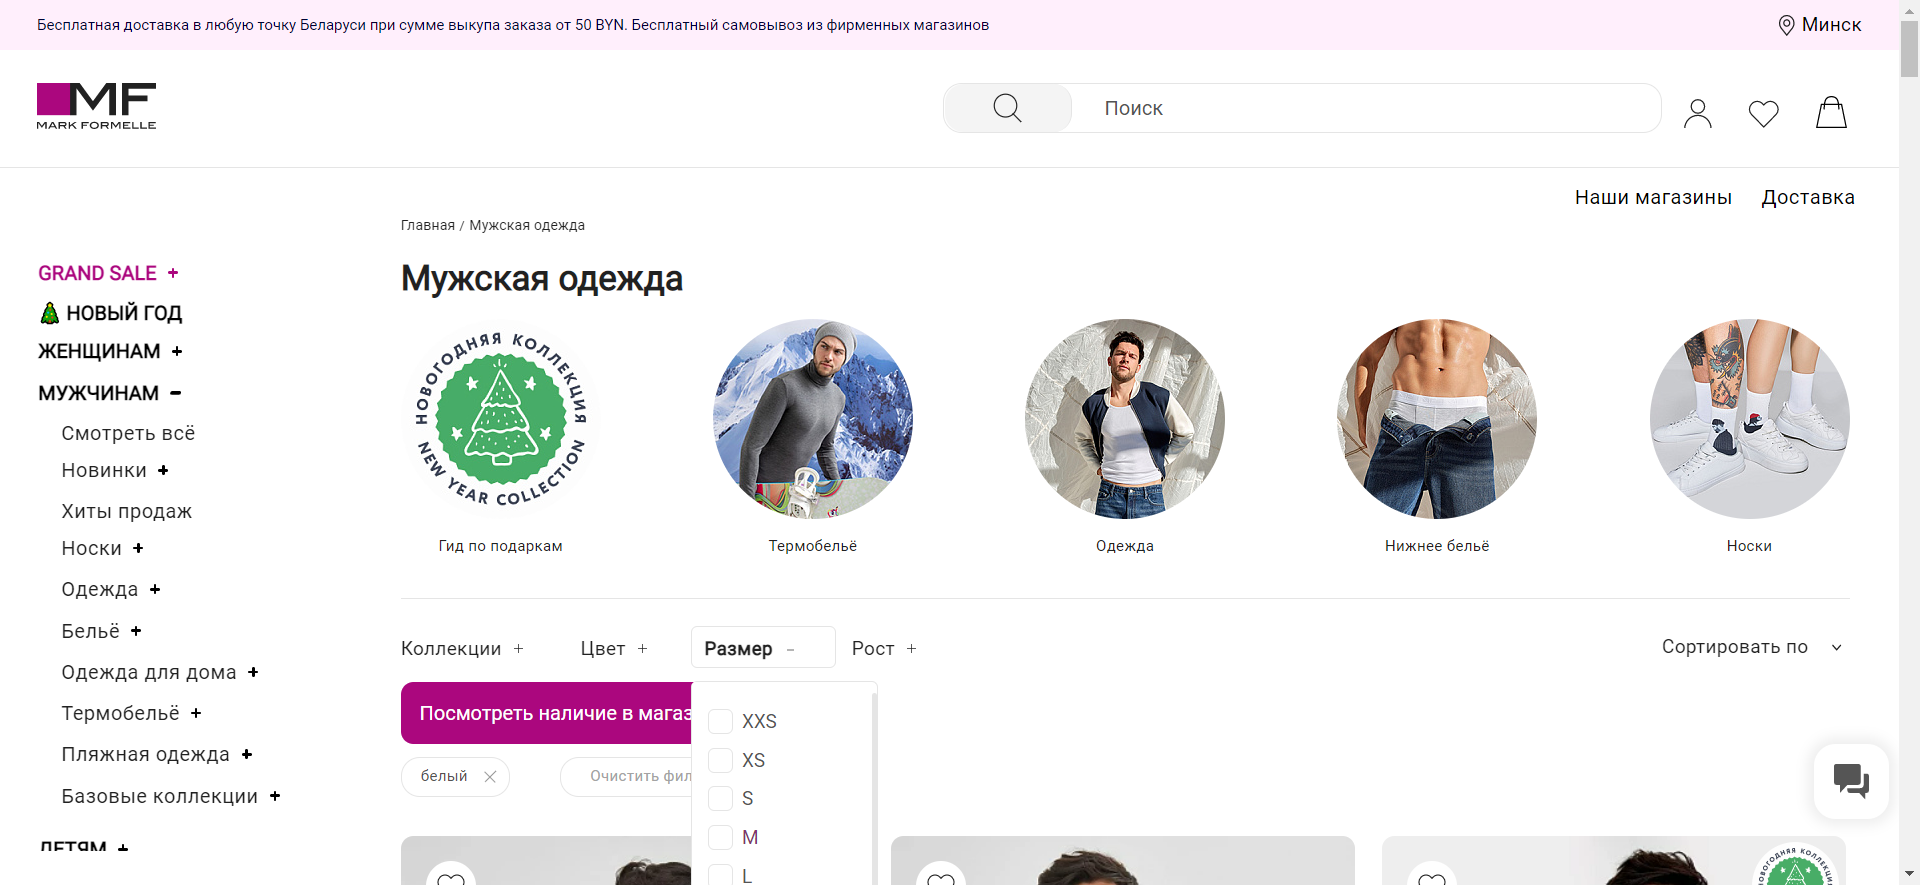 Бесплатная доставка в любую точку Беларуси при сумме выкупа заказа от 50 BYN. Бесплатный самовывоз из фирменных магазинов
Минск
MF
MARK FORMELLE
Поиск
Наши магазины
Доставка
Главная / Мужская одежда
Мужская одежда
GRAND SALE +
НОВЫЙ ГОД
ЖЕНЩИНАМ +
МУЖЧИНАМ -
Смотреть всё
Новинки +
Хиты продаж
Носки +
Одежда +
Бельё +
Одежда для дома +
Термобельё +
Пляжная одежда +
Базовые коллекции +
ДЕТЯМ +
НОВОГОДНЯЯ КОЛЛЕКЦИЯ
NEW YEAR COLLECTION
Гид по подаркам
Термобельё
Одежда
Нижнее бельё
Носки
Коллекции +
Цвет +
Размер -
Рост +
Сортировать по
Посмотреть наличие в магаз
белый
Очистить фил
XXS
XS
S
M
L
НОВОГОДНЯЯ КОЛЛЕКЦИЯ